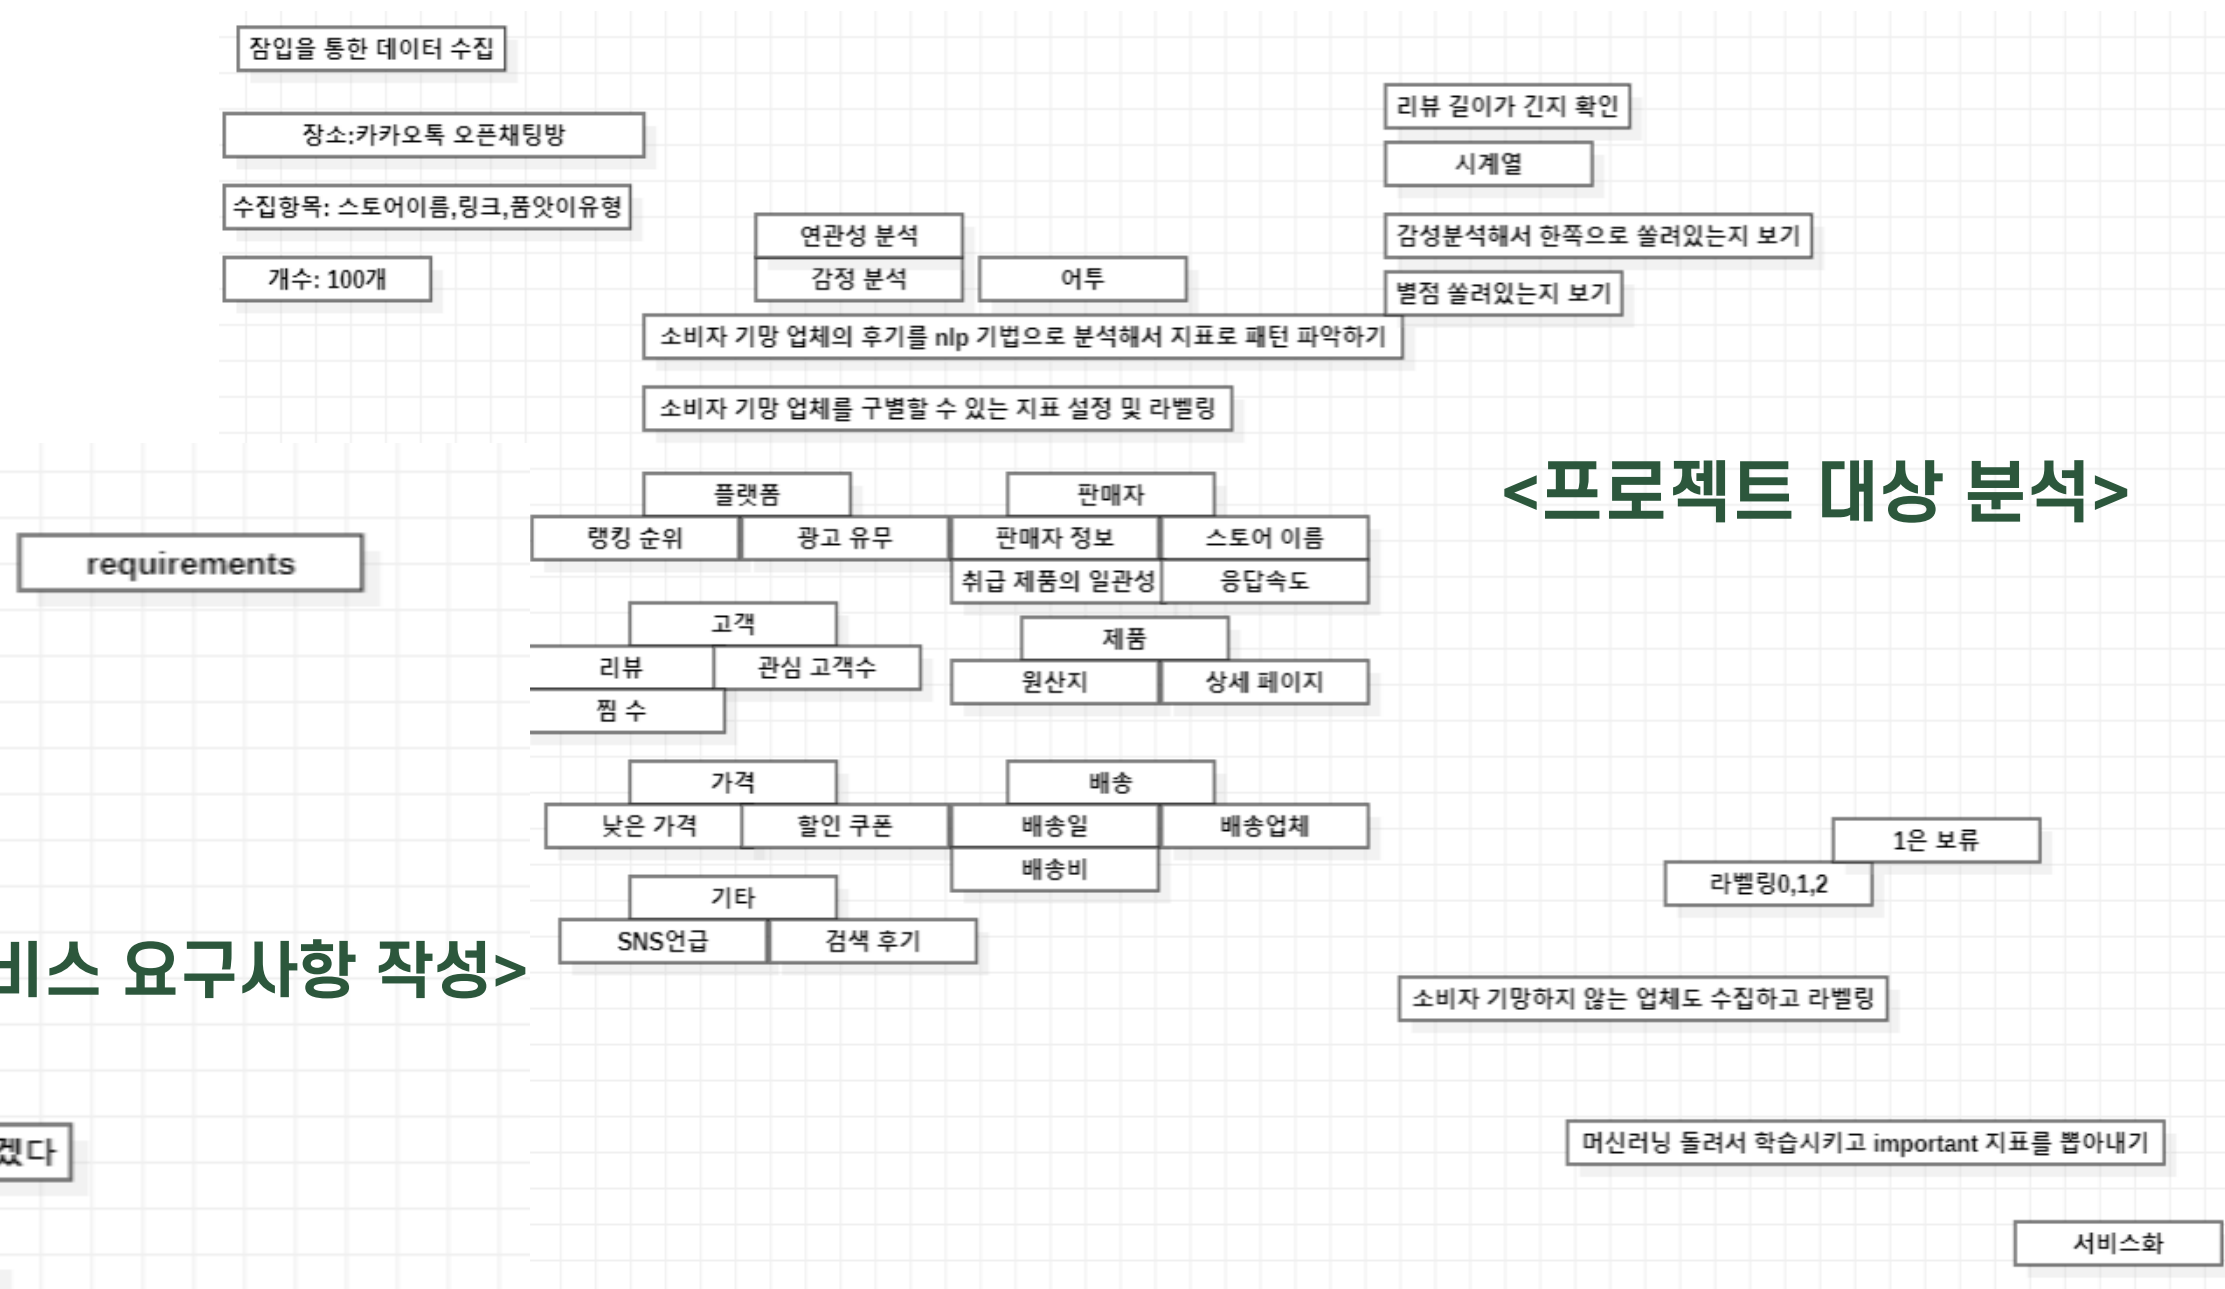 잠입을 통한 데이터 수집
장소:카카오톡 오픈채팅방
수집항목: 스토어이름,링크,품앗이유형
개수: 100개
리뷰 길이가 긴지 확인
시계열
감성분석해서 한쪽으로 쏠려있는지 보기
별점 쏠려있는지 보기
연관성 분석
감정 분석
어투
소비자 기망 업체의 후기를 nlp 기법으로 분석해서 지표로 패턴 파악하기
소비자 기망 업체를 구별할 수 있는 지표 설정 및 라벨링
<프로젝트 대상 분석>
requirements
플랫폼
랭킹 순위
광고 유무
판매자
판매자 정보
스토어 이름
취급 제품의 일관성
응답속도
고객
리뷰
관심 고객수
찜 수
제품
원산지
상세 페이지
가격
낮은 가격
할인 쿠폰
배송
배송일
배송업체
배송비
기타
SNS언급
검색 후기
비스 요구사항 작성>
겠다
1은 보류
라벨링0,1,2
소비자 기망하지 않는 업체도 수집하고 라벨링
머신러닝 돌려서 학습시키고 important 지표를 뽑아내기
서비스화